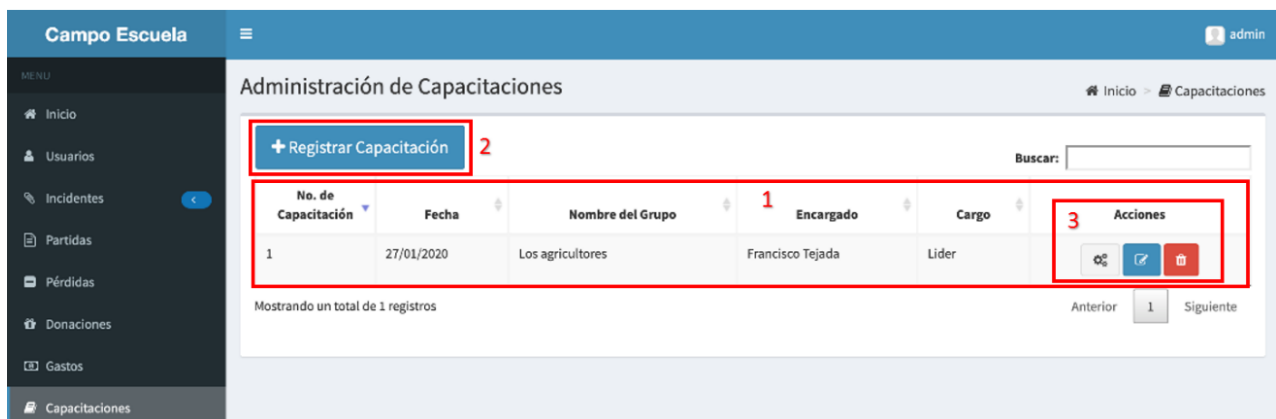 Campo Escuela
admin
MENU
Inicio
Usuarios
Incidentes
Partidas
Pérdidas
Donaciones
Gastos
Capacitaciones
Administración de Capacitaciones
Inicio > Capacitaciones
+ Registrar Capacitación 2
Buscar:
No. de Capacitación Fecha Nombre del Grupo 1 Encargado Cargo 3 Acciones
1 27/01/2020 Los agricultores Francisco Tejada Lider
Mostrando un total de 1 registros
Anterior 1 Siguiente